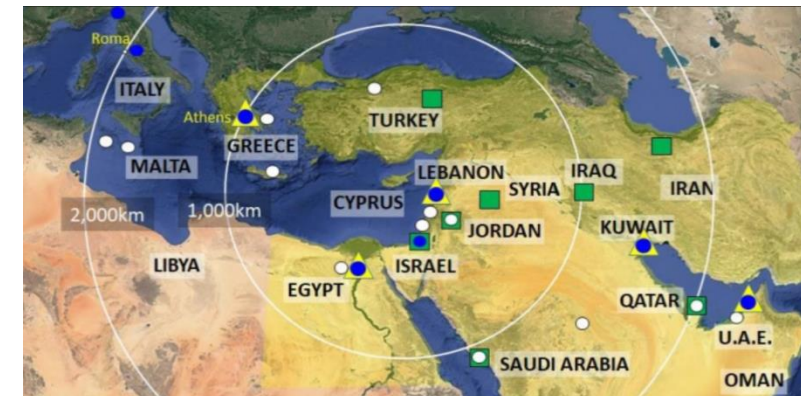 Roma
ITALY
Athens
GREECE
TURKEY
MALTA
LEBANON
IRAQ
SYRIA
IRAN
CYPRUS
2,000km
1,000km
JORDAN
KUWAIT
LIBYA
ISRAEL
EGYPT
QATAR
U.A.E.
SAUDI ARABIA
OMAN